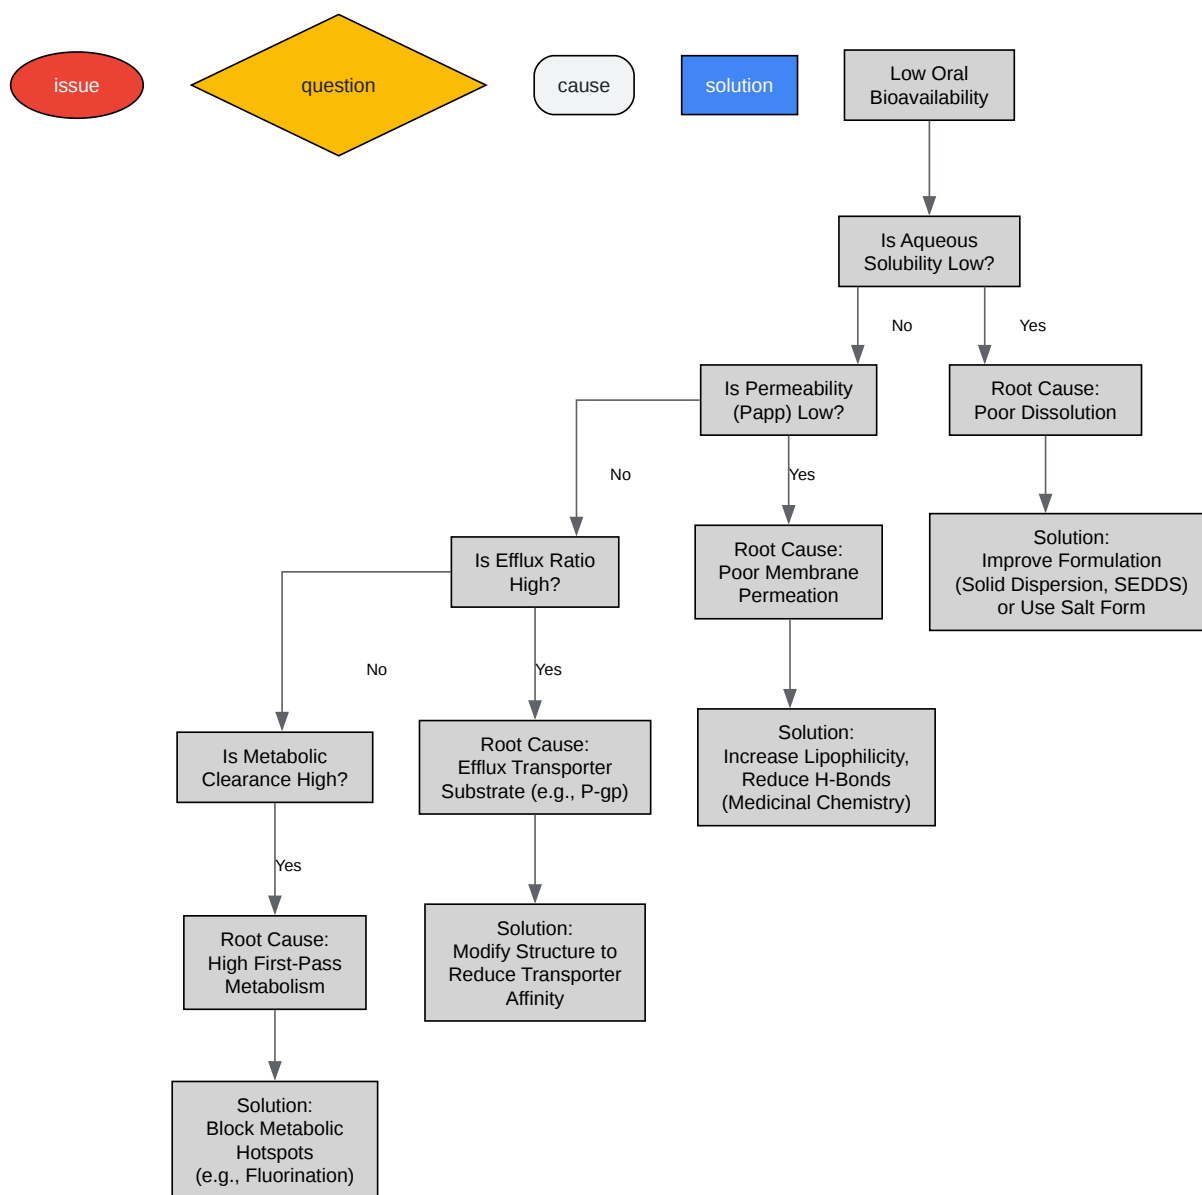 issue
question
cause
solution
Low Oral
Bioavailability
Is Aqueous
Solubility Low?
No
Yes
Is Permeability
(Papp) Low?
Root Cause:
Poor Dissolution
No
Yes
Is Efflux Ratio
High?
Root Cause:
Poor Membrane
Permeation
Solution:
Improve Formulation
(Solid Dispersion, SEDDS)
or Use Salt Form
No
Yes
Is Metabolic
Clearance High?
Root Cause:
Efflux Transporter
Substrate (e.g., P-gp)
Solution:
Increase Lipophilicity,
Reduce H-Bonds
(Medicinal Chemistry)
Yes
Root Cause:
High First-Pass
Metabolism
Solution:
Modify Structure to
Reduce Transporter
Affinity
Solution:
Block Metabolic
Hotspots
(e.g., Fluorination)